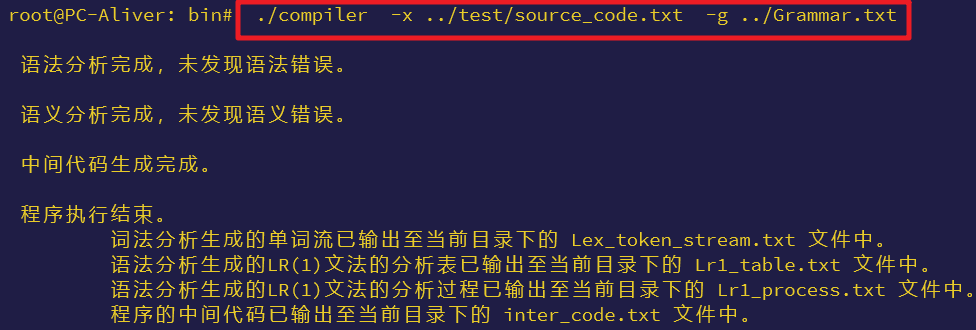 root@PC-Aliver: bin# ./compiler -x ../test/source_code.txt -g ../Grammar.txt
语法分析完成，未发现语法错误。
语义分析完成，未发现语义错误。
中间代码生成完成。
程序执行结束。
词法分析生成的单词流已输出至当前目录下的 Lex_token_stream.txt 文件中。
语法分析生成的LR(1)文法的分析表已输出至当前目录下的 Lr1_table.txt 文件中。
语法分析生成的LR(1)文法的分析过程已输出至当前目录下的 Lr1_process.txt 文件中。
程序的中间代码已输出至当前目录下的 inter_code.txt 文件中。